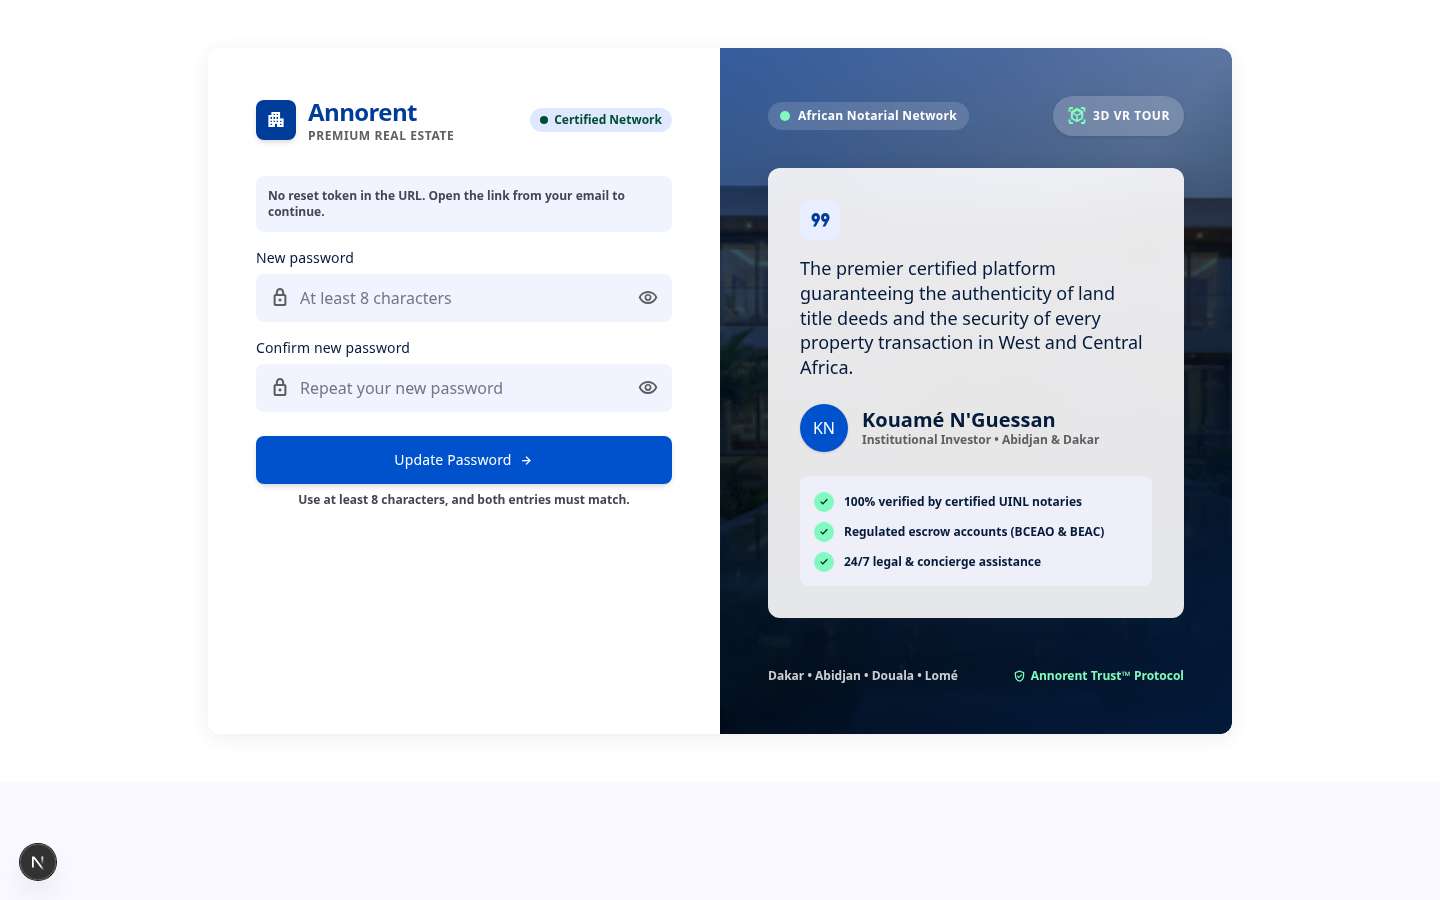 Annorent
PREMIUM REAL ESTATE
Certified Network
No reset token in the URL. Open the link from your email to
continue.
New password
At least 8 characters
Confirm new password
Repeat your new password
Update Password
Use at least 8 characters, and both entries must match.
African Notarial Network
3D VR TOUR
The premier certified platform
guaranteeing the authenticity of land
title deeds and the security of every
property transaction in West and Central
Africa.
KN
Kouamé N'Guessan
Institutional Investor • Abidjan & Dakar
100% verified by certified UINL notaries
Regulated escrow accounts (BCEAO & BEAC)
24/7 legal & concierge assistance
Dakar • Abidjan • Douala • Lomé
Annorent Trust™ Protocol
N